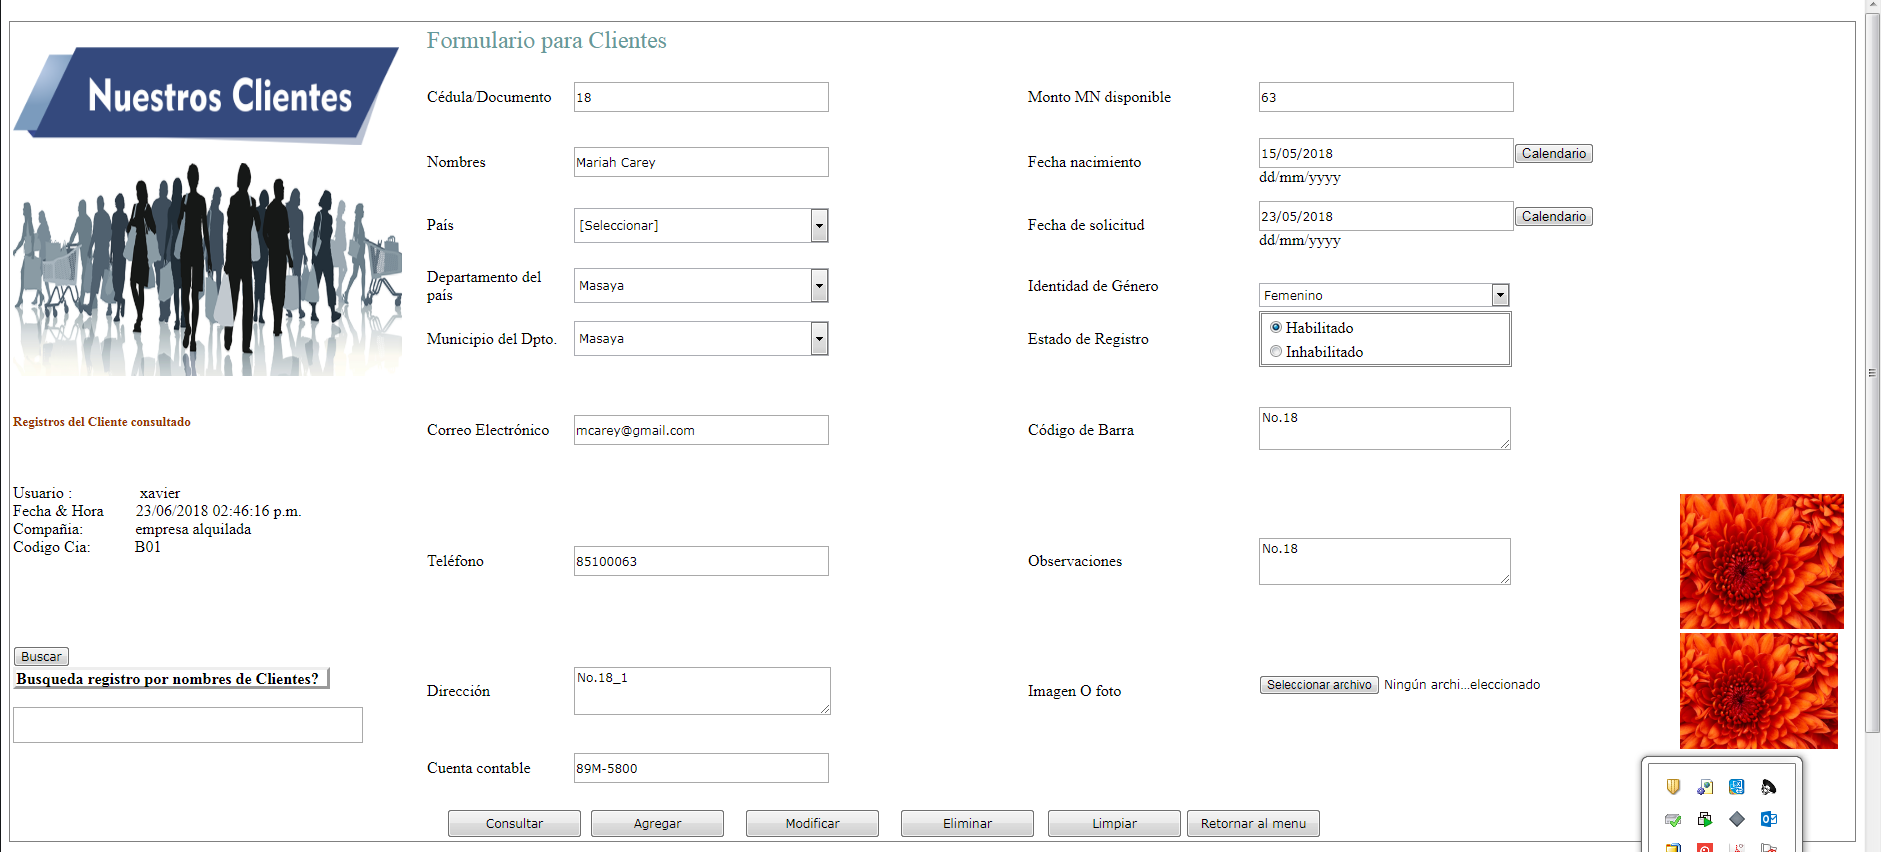 Nuestros Clientes
Registros del Cliente consultado
Usuario : xavier
Fecha & Hora 23/06/2018 02:46:16 p.m.
Compañia: empresa alquilada
Codigo Cia: B01
Buscar
Busqueda registro por nombres de Clientes?
Formulario para Clientes
Cédula/Documento 18
Nombres Mariah Carey
País [Seleccionar]
Departamento del
país
Masaya
Municipio del Dpto. Masaya
Correo Electrónico mcarey@gmail.com
Teléfono 85100063
Dirección No.18_1
Cuenta contable 89M-5800
Monto MN disponible 63
Fecha nacimiento 15/05/2018 Calendario
dd/mm/yyyy
Fecha de solicitud 23/05/2018 Calendario
dd/mm/yyyy
Identidad de Género Femenino
Estado de Registro
Habilitado
Inhabilitado
Código de Barra No.18
Observaciones No.18
Imagen O foto Seleccionar archivo Ningún archi...eleccionado
Consultar Agregar Modificar Eliminar Limpiar Retornar al menu